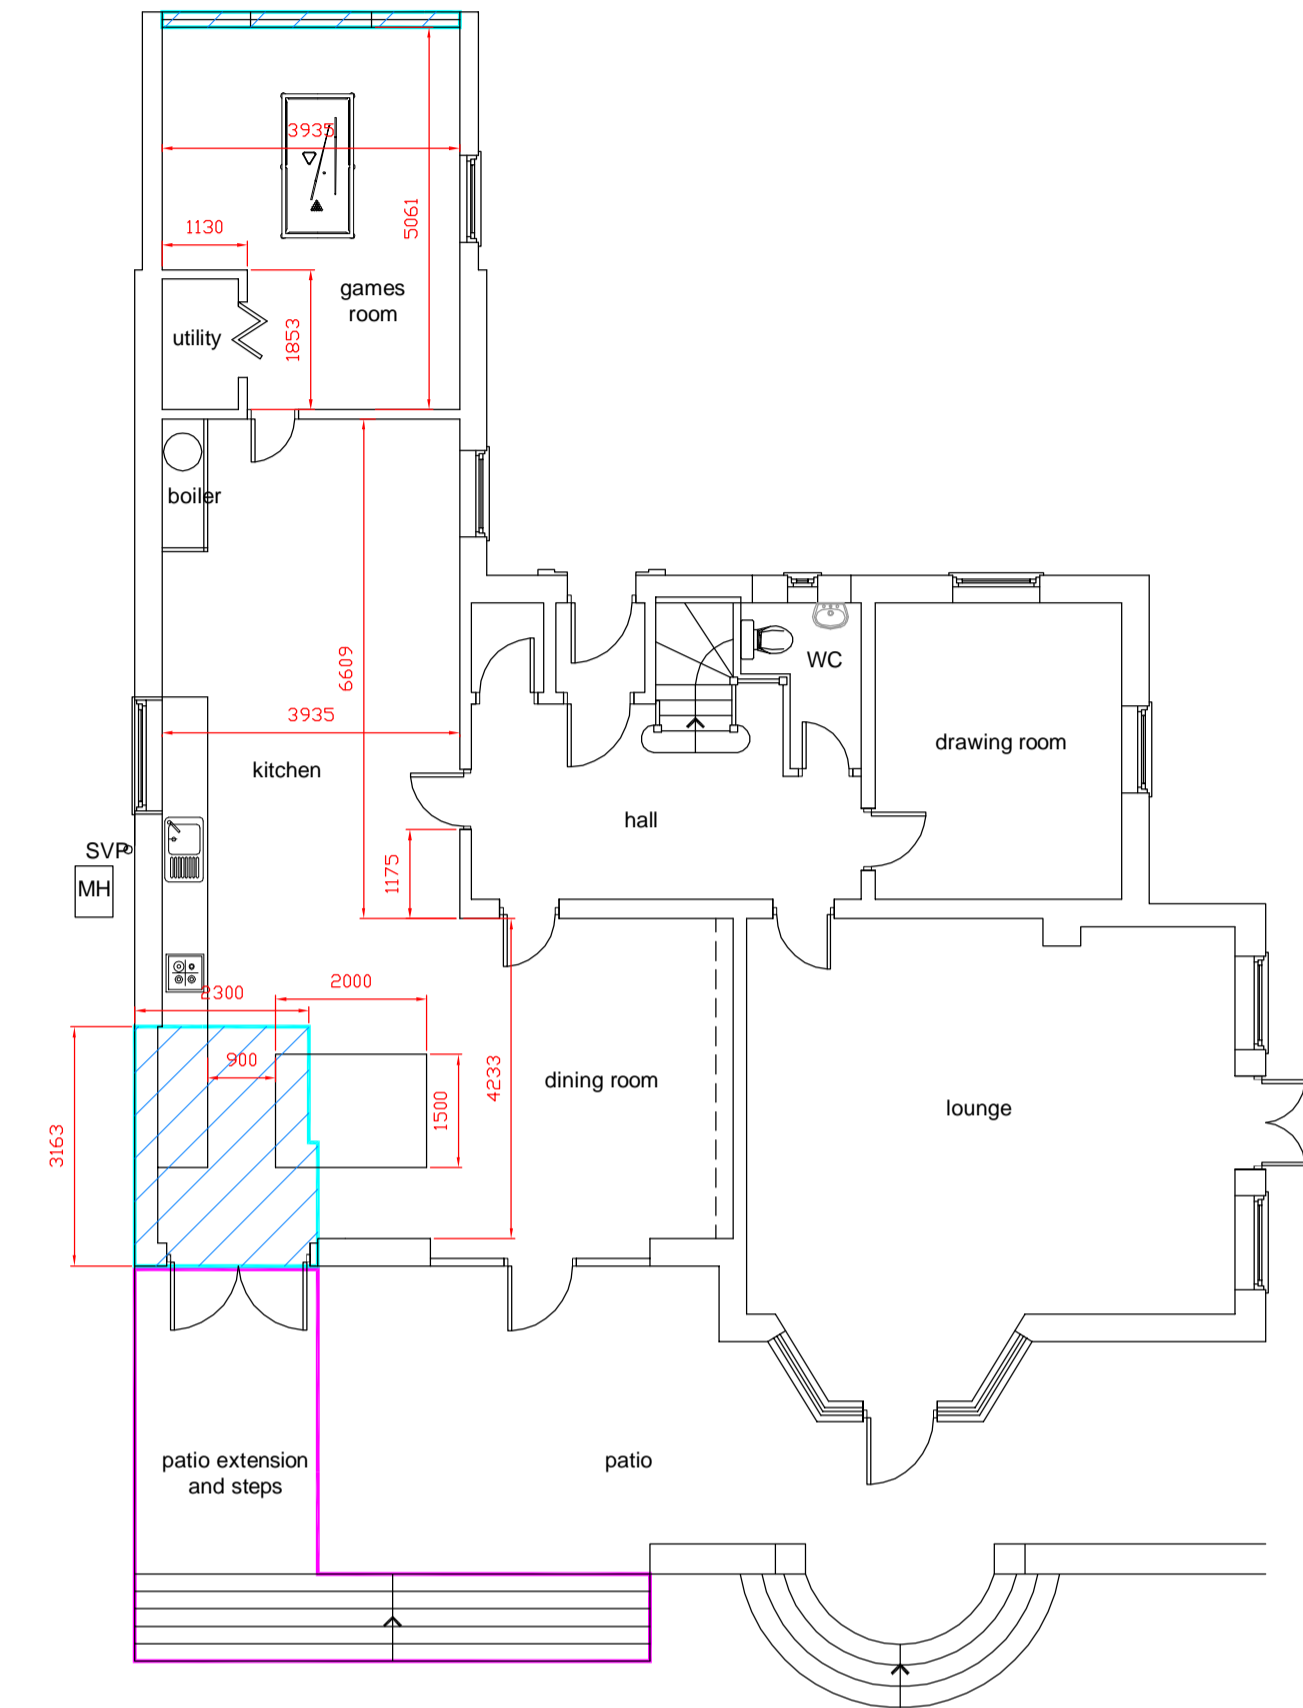 3935
1130
5061
games
room
utility
1853
boiler
6609
WC
3935
drawing room
kitchen
hall
SVP
MH
1175
2300
2000
900
dining room
4233
1500
lounge
3163
patio extension
and steps
patio